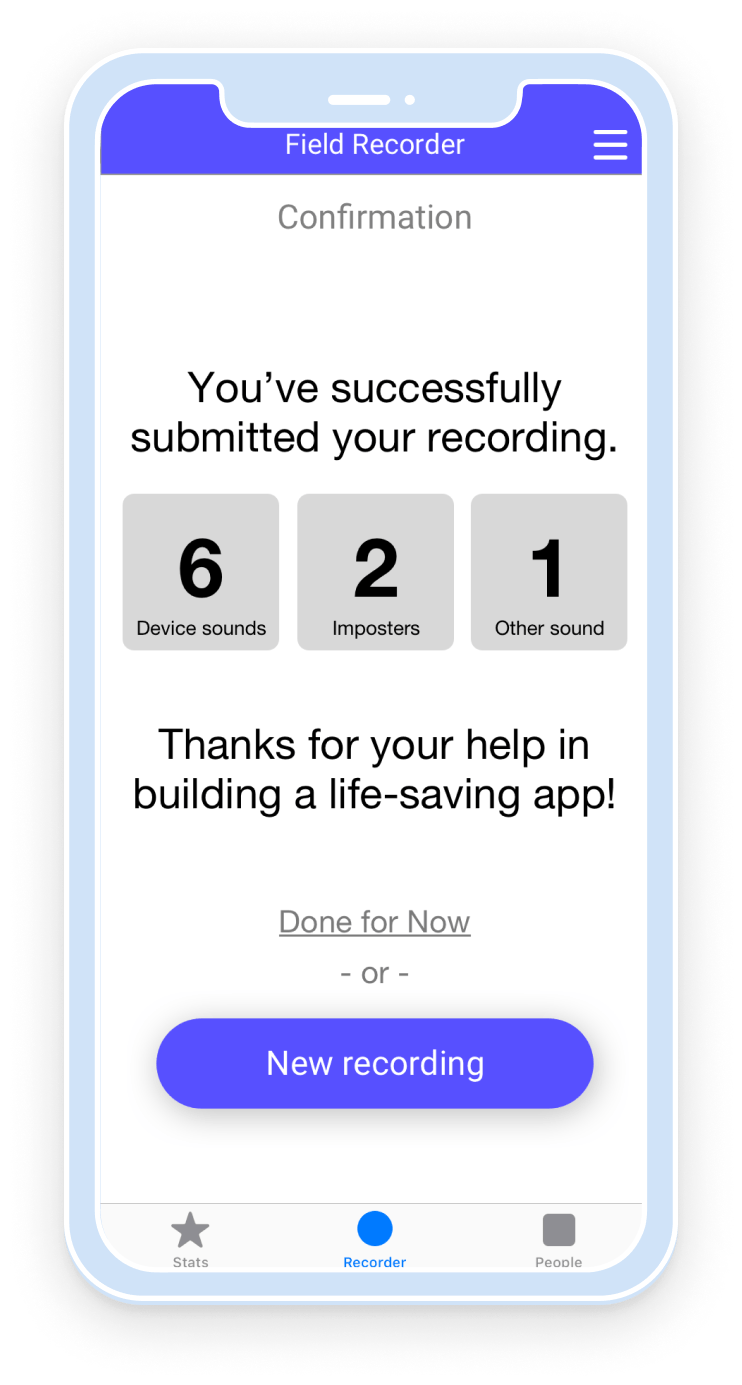 Field Recorder
Confirmation
You’ve successfully
submitted your recording.
6 2 1
Device sounds Imposters Other sound
Thanks for your help in
building a life-saving app!
Done for Now
- or -
New recording
Stats Recorder People